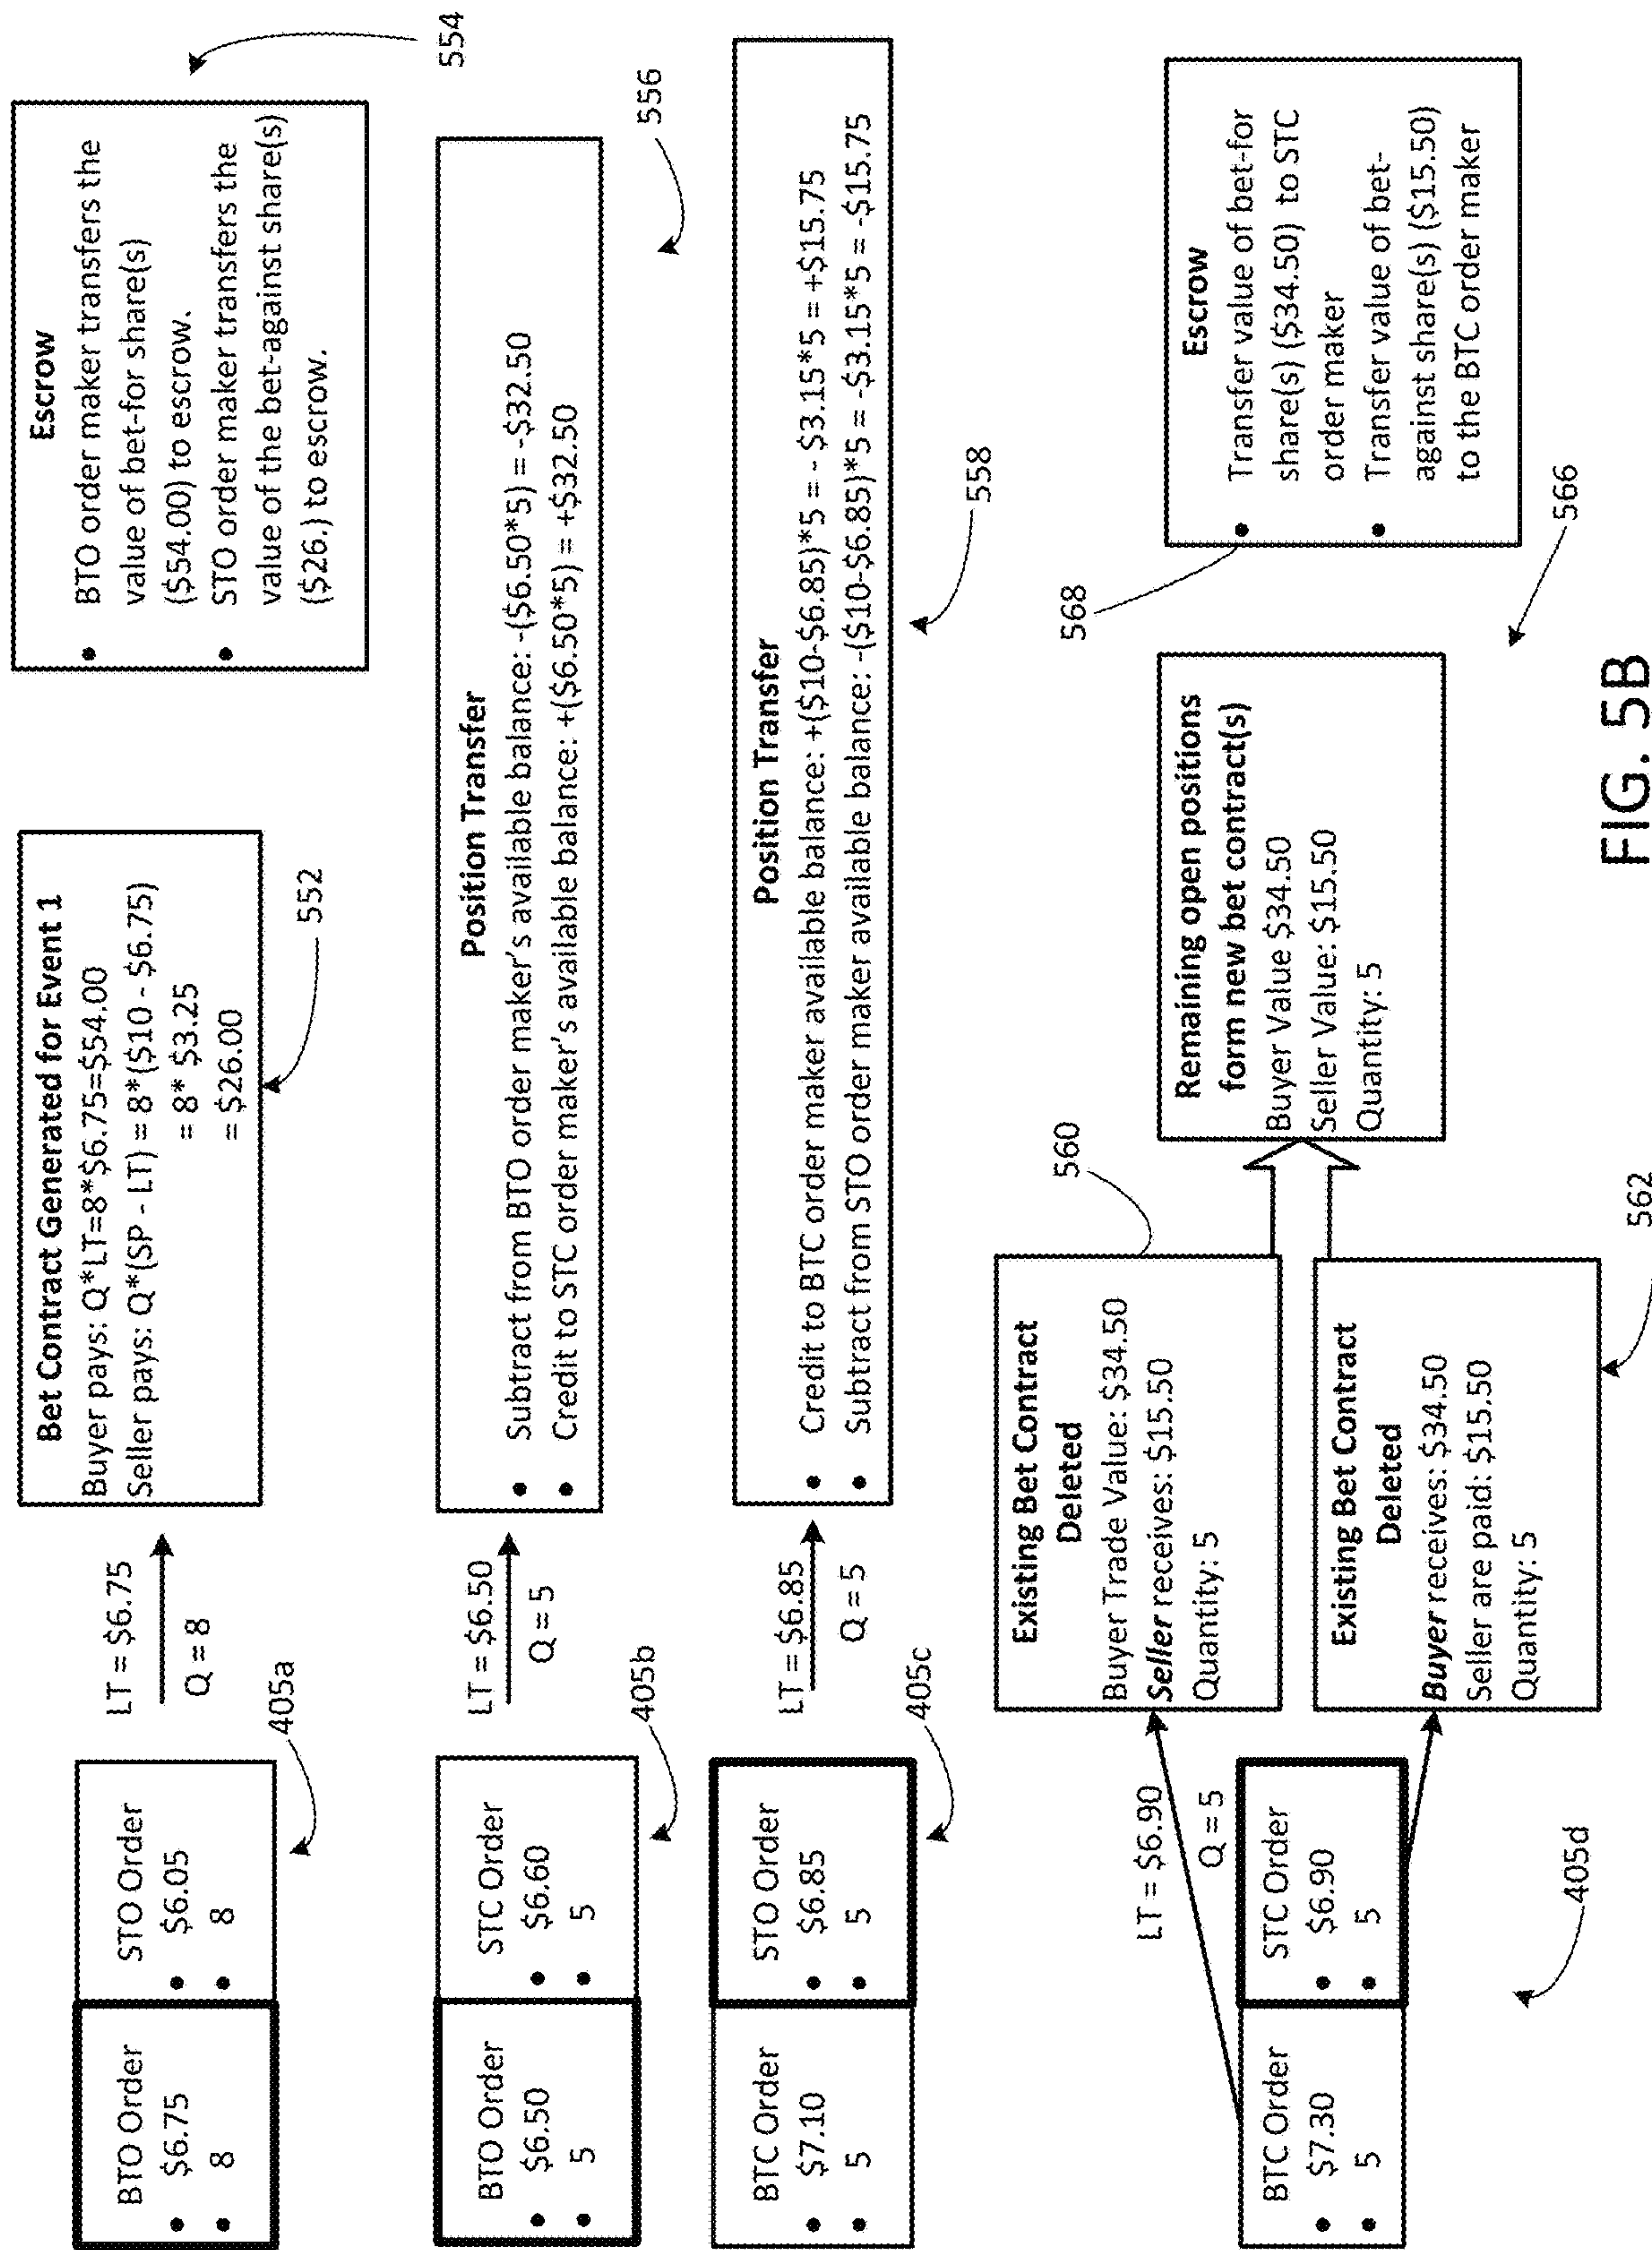 BTO Order
• $6.75
• 8
STO Order
• $6.05
• 8
405a
LT = $6.75
Q = 8
Bet Contract Generated for Event 1
Buyer pays: Q*LT=8*$6.75=$54.00
Seller pays: Q*(SP - LT) = 8*($10 - $6.75)
= 8* $3.25
= $26.00
552
Escrow
• BTO order maker transfers the
value of bet-for share(s)
($54.00) to escrow.
• STO order maker transfers the
value of the bet-against share(s)
($26.) to escrow.
554
BTO Order
• $6.50
• 5
STC Order
• $6.60
• 5
405b
LT = $6.50
Q = 5
Position Transfer
• Subtract from BTO order maker's available balance: -($6.50*5) = -$32.50
• Credit to STC order maker's available balance: +($6.50*5) = +$32.50
556
BTC Order
• $7.10
• 5
STO Order
• $6.85
• 5
405c
LT = $6.85
Q = 5
Position Transfer
• Credit to BTC order maker available balance: +($10-$6.85)*5 = - $3.15*5 = +$15.75
• Subtract from STO order maker available balance: -($10-$6.85)*5 = -$3.15*5 = -$15.75
558
BTC Order
• $7.30
• 5
STC Order
• $6.90
• 5
405d
LT = $6.90
Q = 5
Existing Bet Contract
Deleted
Buyer Trade Value: $34.50
Seller receives: $15.50
Quantity: 5
560
Existing Bet Contract
Deleted
Buyer receives: $34.50
Seller are paid: $15.50
Quantity: 5
562
Remaining open positions
form new bet contract(s)
Buyer Value $34.50
Seller Value: $15.50
Quantity: 5
566
Escrow
• Transfer value of bet-for
share(s) ($34.50) to STC
order maker
• Transfer value of bet-
against share(s) ($15.50)
to the BTC order maker
568
FIG. 5B